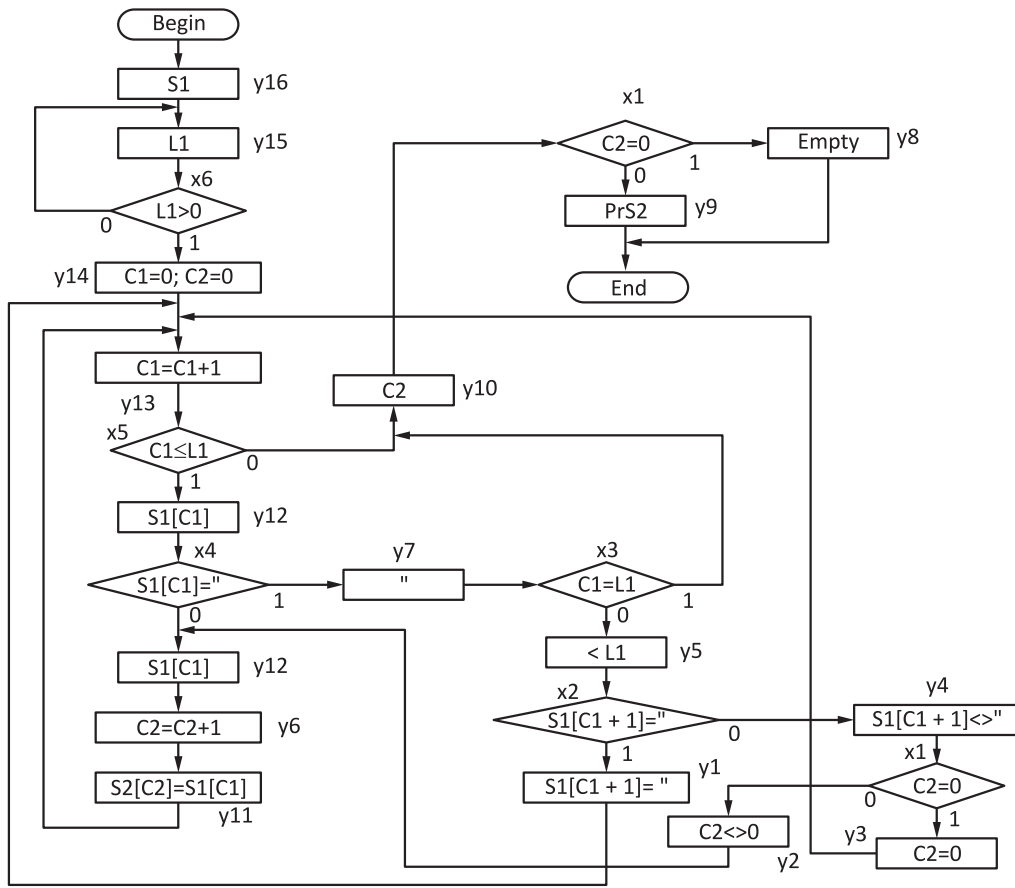 Begin
S1
y16
L1
y15
x6
L1>0
0
1
y14
C1=0; C2=0
C1=C1+1
y13
x5
C1≤L1
0
1
S1[C1]
y12
x4
S1[C1]="
1
0
S1[C1]
y12
C2=C2+1
y6
S2[C2]=S1[C1]
y11
x1
C2=0
1
0
Empty
y8
PrS2
y9
End
C2
y10
y7
"
x3
C1=L1
1
0
< L1
y5
x2
S1[C1 + 1]="
0
1
S1[C1 + 1]= "
y1
y4
S1[C1 + 1]<>"
x1
C2=0
0
1
C2<>0
y2
y3
C2=0